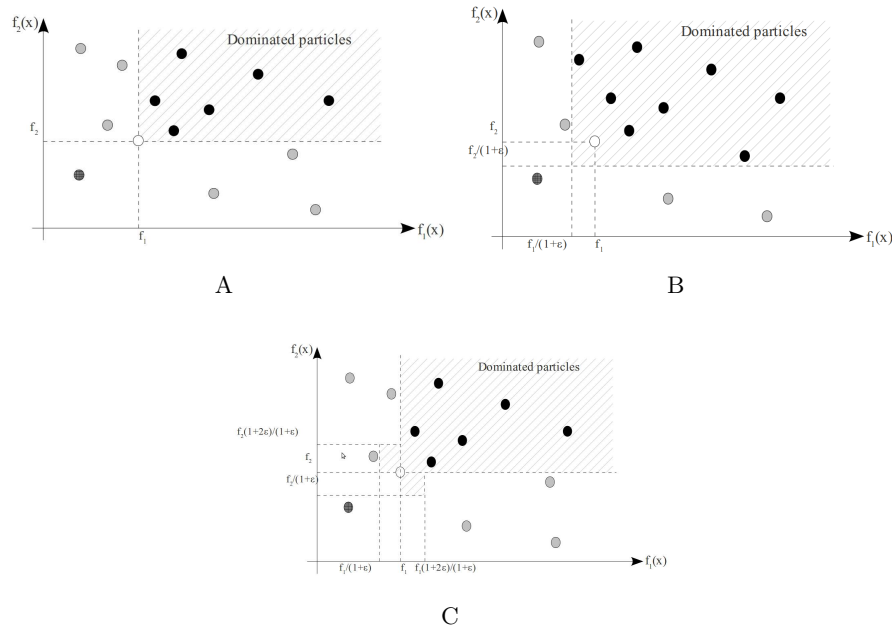 f₂(x)
Dominated particles
f₂
f₁
f₁(x)
A
f₂(x)
Dominated particles
f₂
f₂/(1+ε)
f₁/(1+ε)
f₁
f₁(x)
B
f₂(x)
Dominated particles
f₂(1+2ε)/(1+ε)
f₂
f₂/(1+ε)
f₁/(1+ε)
f₁
f₁(1+2ε)/(1+ε)
f₁(x)
C